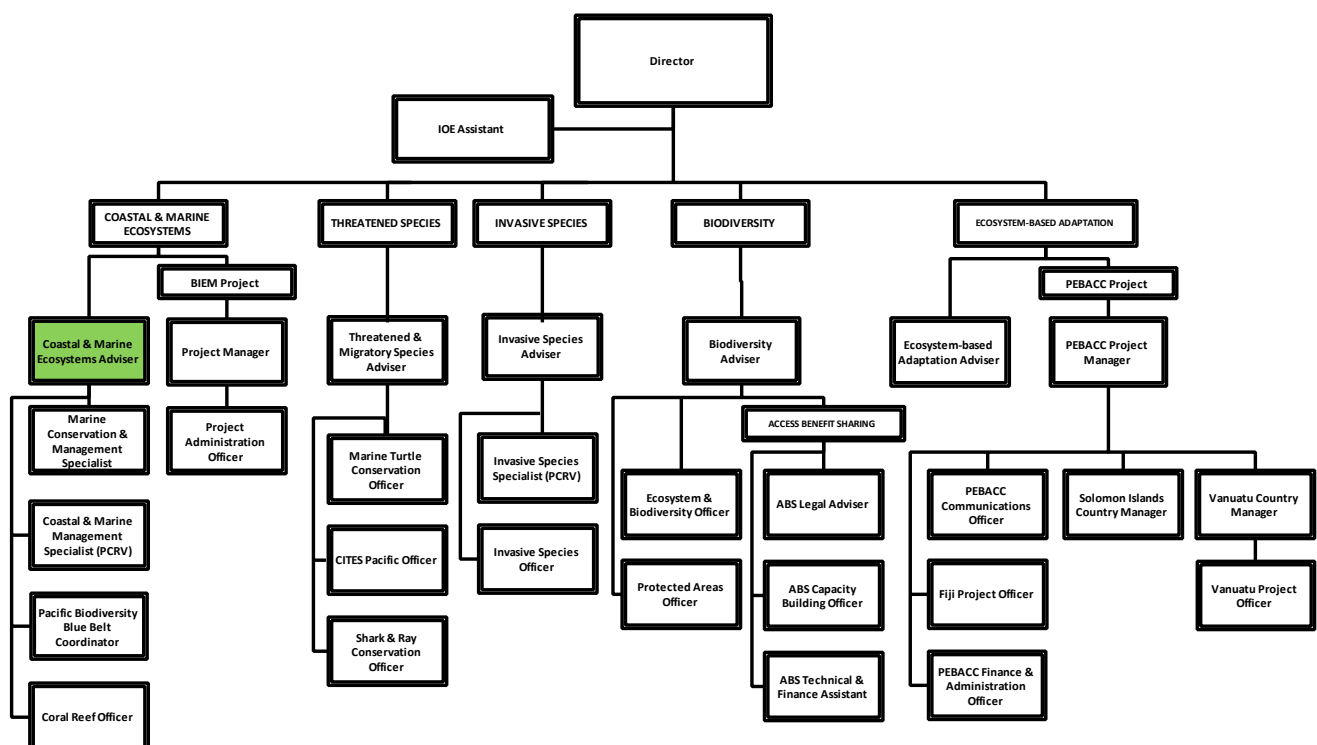 Director
IOE Assistant
COASTAL & MARINE
ECOSYSTEMS
THREATENED SPECIES
INVASIVE SPECIES
BIODIVERSITY
ECOSYSTEM-BASED ADAPTATION
BIEM Project
PEBACC Project
Coastal & Marine
Ecosystems Adviser
Project Manager
Threatened &
Migratory Species
Adviser
Invasive Species
Adviser
Biodiversity
Adviser
Ecosystem-based
Adaptation Adviser
PEBACC Project
Manager
Marine
Conservation &
Management
Specialist
Project
Administration
Officer
ACCESS BENEFIT SHARING
Marine Turtle
Conservation
Officer
Invasive Species
Specialist (PCRV)
Ecosystem &
Biodiversity Officer
ABS Legal Adviser
PEBACC
Communications
Officer
Solomon Islands
Country Manager
Vanuatu Country
Manager
Coastal & Marine
Management
Specialist (PCRV)
CITES Pacific Officer
Invasive Species
Officer
Protected Areas
Officer
ABS Capacity
Building Officer
Fiji Project Officer
Vanuatu Project
Officer
Pacific Biodiversity
Blue Belt
Coordinator
Shark & Ray
Conservation
Officer
ABS Technical &
Finance Assistant
PEBACC Finance &
Administration
Officer
Coral Reef Officer